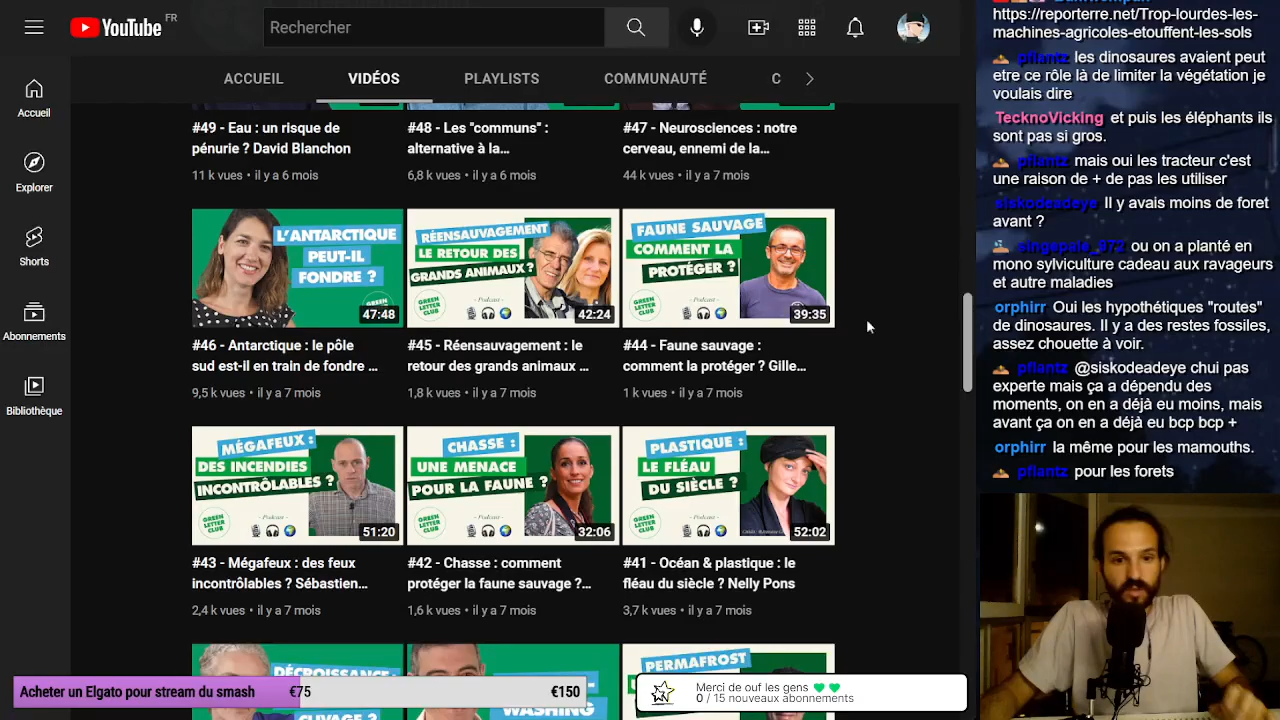 YouTube FR
Rechercher
ACCUEIL VIDÉOS PLAYLISTS COMMUNAUTÉ C
Accueil
Explorer
Shorts
Abonnements
Bibliothèque
#49 - Eau : un risque de
pénurie ? David Blanchon
11 k vues • il y a 6 mois
#48 - Les "communs" :
alternative à la…
6,8 k vues • il y a 6 mois
#47 - Neurosciences : notre
cerveau, ennemi de la…
44 k vues • il y a 7 mois
L'ANTARCTIQUE
PEUT-IL
FONDRE ?
GREEN
LETTER
47:48
#46 - Antarctique : le pôle
sud est-il en train de fondre …
9,5 k vues • il y a 7 mois
RÉENSAUVAGEMENT
LE RETOUR DES
GRANDS ANIMAUX ?
- Podcast -
GREEN
LETTER
CLUB
42:24
#45 - Réensauvagement : le
retour des grands animaux …
1,8 k vues • il y a 7 mois
FAUNE SAUVAGE
COMMENT LA
PROTÉGER ?
- Podcast -
GREEN
LETTER
CLUB
39:35
#44 - Faune sauvage :
comment la protéger ? Gille…
1 k vues • il y a 7 mois
MÉGAFEUX :
DES INCENDIES
INCONTRÔLABLES ?
- Podcast -
GREEN
LETTER
CLUB
51:20
#43 - Mégafeux : des feux
incontrôlables ? Sébastien…
2,4 k vues • il y a 7 mois
CHASSE :
UNE MENACE
POUR LA FAUNE ?
- Podcast -
GREEN
LETTER
CLUB
32:06
#42 - Chasse : comment
protéger la faune sauvage ?…
1,6 k vues • il y a 7 mois
PLASTIQUE :
LE FLÉAU
DU SIÈCLE ?
- Podcast -
GREEN
LETTER
CLUB
52:02
#41 - Océan & plastique : le
fléau du siècle ? Nelly Pons
3,7 k vues • il y a 7 mois
DÉCROISSANCE
CLIVAGE ?
WASHING
PERMAFROST
Acheter un Elgato pour stream du smash €75 €150
Merci de ouf les gens
0 / 15 nouveaux abonnements
https://reporterre.net/Trop-lourdes-les-
machines-agricoles-etouffent-les-sols
pflantz les dinosaures avaient peut
etre ce rôle là de limiter la végétation je
voulais dire
TecknoVicking et puis les éléphants ils
sont pas si gros.
pflantz mais oui les tracteur c'est
une raison de + de pas les utiliser
siskodeadeye Il y avais moins de foret
avant ?
singepale_972 ou on a planté en
mono sylviculture cadeau aux ravageurs
et autre maladies
orphirr Oui les hypothétiques "routes"
de dinosaures. Il y a des restes fossiles,
assez chouette à voir.
pflantz @siskodeadeye chui pas
experte mais ça a dépendu des
moments, on en a déjà eu moins, mais
avant ça on en a déjà eu bcp bcp +
orphirr la même pour les mamouths.
pflantz pour les forets